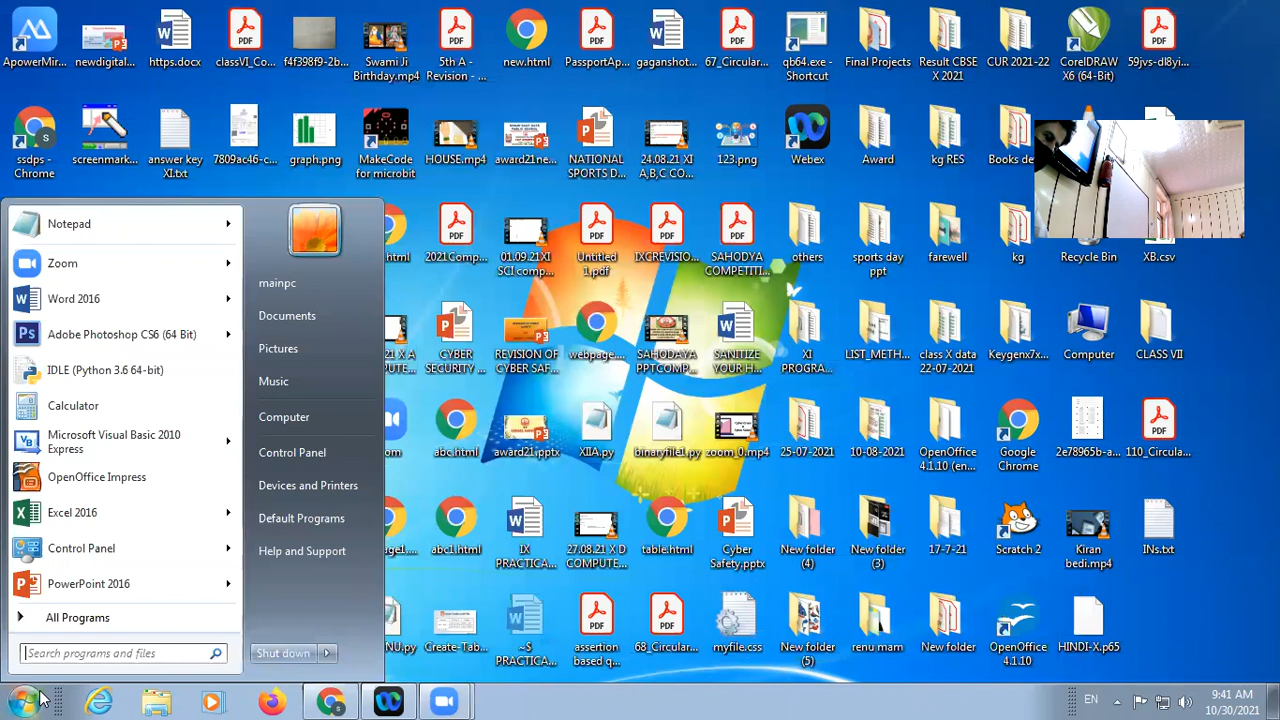 ApowerMir...
newdigital...
https.docx
classVI_Co...
f4f398f9-2b...
Swami Ji
Birthday.mp4
5th A -
Revision - ...
new.html
PassportAp...
gaganshot...
67_Circular...
qb64.exe -
Shortcut
Final Projects
Result CBSE
X 2021
CUR 2021-22
CorelDRAW
X6 (64-Bit)
59jvs-dl8yi...
ssdps -
Chrome
screenmark...
answer key
XI.txt
7809ac46-c...
graph.png
MakeCode
for microbit
HOUSE.mp4
award21ne...
NATIONAL
SPORTS D...
24.08.21 XI
A,B,C CO...
123.png
Webex
Award
kg RES
Books de
.html
2021Comp...
01.09.21XI
SCI.comp...
Untitled
1.pdf
IXCREVISIO...
SAHODYA
COMPETITI...
others
sports day
ppt
farewell
kg
Recycle Bin
XB.csv
CYBER
SECURITY ...
REVISION OF
CYBER SAF...
webpage....
SAHODAYA
PPTCOMP...
SANITIZE
YOUR H...
XI
PROGRA...
LIST_METH...
class X data
22-07-2021
Keygenx7x...
Computer
CLASS VII
abc.html
award21.pptx
XIIA.py
binaryfile1.py
zoom_0.mp4
25-07-2021
10-08-2021
OpenOffice
4.1.10 (en...
Google
Chrome
2e78965b-a...
110_Circula...
abc1.html
IX
PRACTICA...
27.08.21 X D
COMPUTE...
table.html
Cyber
Safety.pptx
New folder
(4)
New folder
(3)
17-7-21
Scratch 2
Kiran
bedi.mp4
INs.txt
NU.py
Create-Tab...
~$
PRACTICA...
assertion
based q...
68_Circular...
myfile.css
New folder
(5)
renu mam
New folder
OpenOffice
4.1.10
HINDI-X.p65
Notepad
Zoom
Word 2016
Adobe Photoshop CS6 (64 Bit)
IDLE (Python 3.6 64-bit)
Calculator
Microsoft Visual Basic 2010
Express
OpenOffice Impress
Excel 2016
Control Panel
PowerPoint 2016
All Programs
Search programs and files
mainpc
Documents
Pictures
Music
Computer
Control Panel
Devices and Printers
Default Programs
Help and Support
Shut down
EN
9:41 AM
10/30/2021